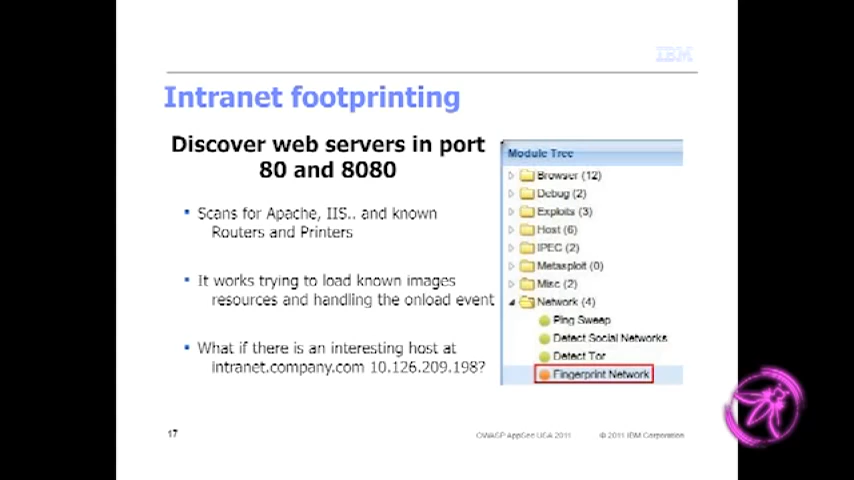 IBM
Intranet footprinting
Discover web servers in port
80 and 8080
Scans for Apache, IIS.. and known
Routers and Printers
It works trying to load known images
resources and handling the onload event
What if there is an interesting host at
intranet.company.com 10.126.209.198?
Module Tree
Browser (12)
Debug (2)
Exploits (3)
Host (6)
IPEC (2)
Metasploit (0)
Misc (2)
Network (4)
Ping Sweep
Detect Social Networks
Detect Tor
Fingerprint Network
17
OWASP AppSec USA 2011
© 2011 IBM Corporation